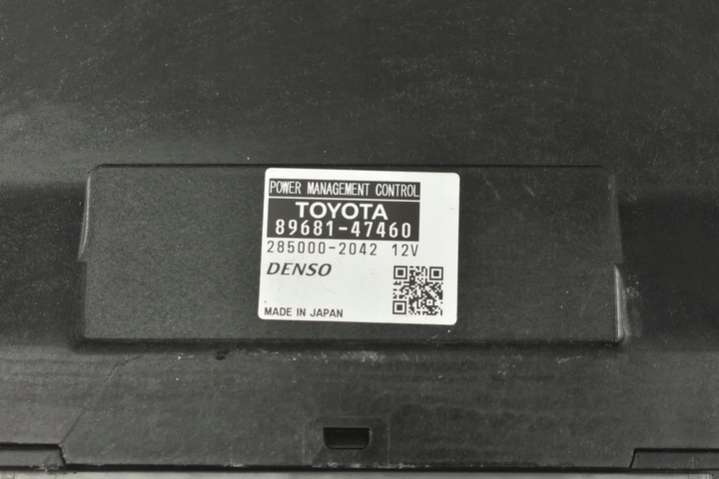 POWER MANAGEMENT CONTROL
TOYOTA
89681-47460
285000-2042 12V
DENSO
MADE IN JAPAN